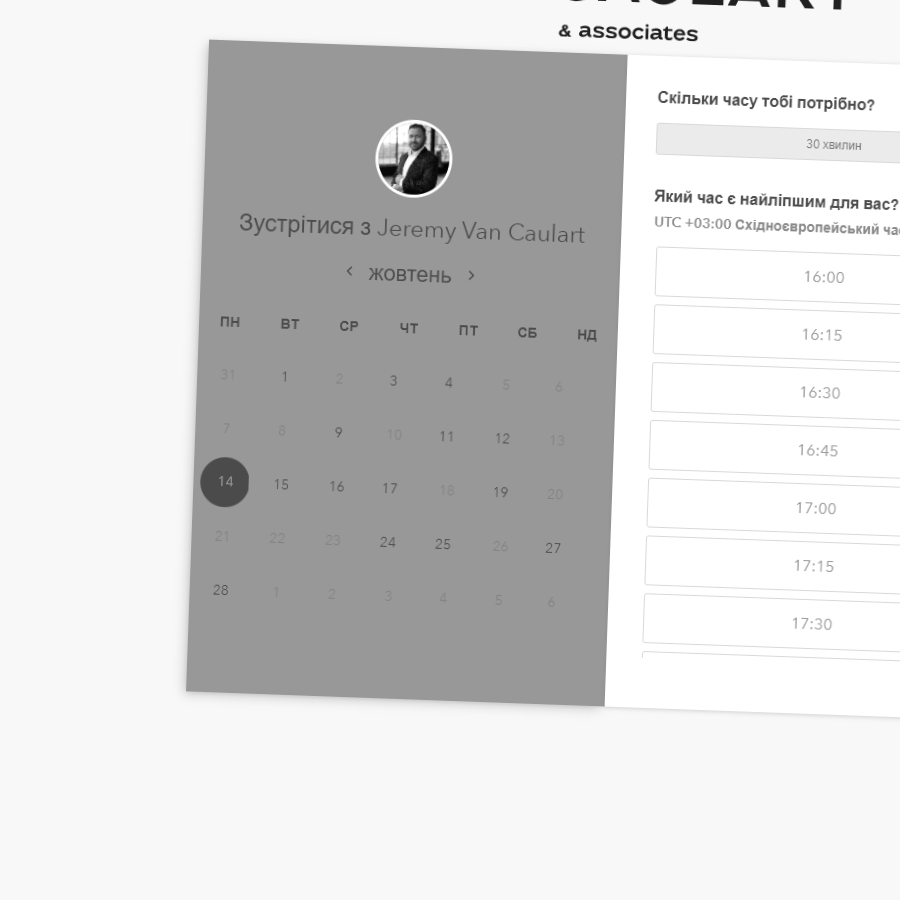 & associates
Зустрітися з Jeremy Van Caulart
‹ жовтень ›
ПН ВТ СР ЧТ ПТ СБ НД
31 1 2 3 4 5 6
7 8 9 10 11 12 13
14 15 16 17 18 19 20
21 22 23 24 25 26 27
28 1 2 3 4 5 6
Скільки часу тобі потрібно?
30 хвилин
Який час є найліпшим для вас?
UTC +03:00 Східноєвропейський
16:00
16:15
16:30
16:45
17:00
17:15
17:30